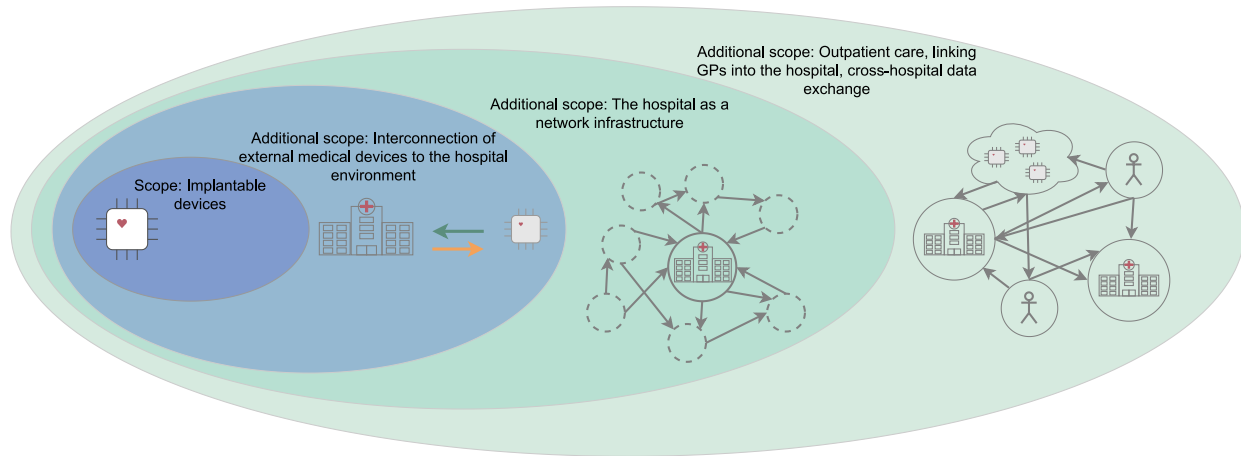 Scope: Implantable
devices
Additional scope: Interconnection of
external medical devices to the hospital
environment
Additional scope: The hospital as a
network infrastructure
Additional scope: Outpatient care, linking
GPs into the hospital, cross-hospital data
exchange